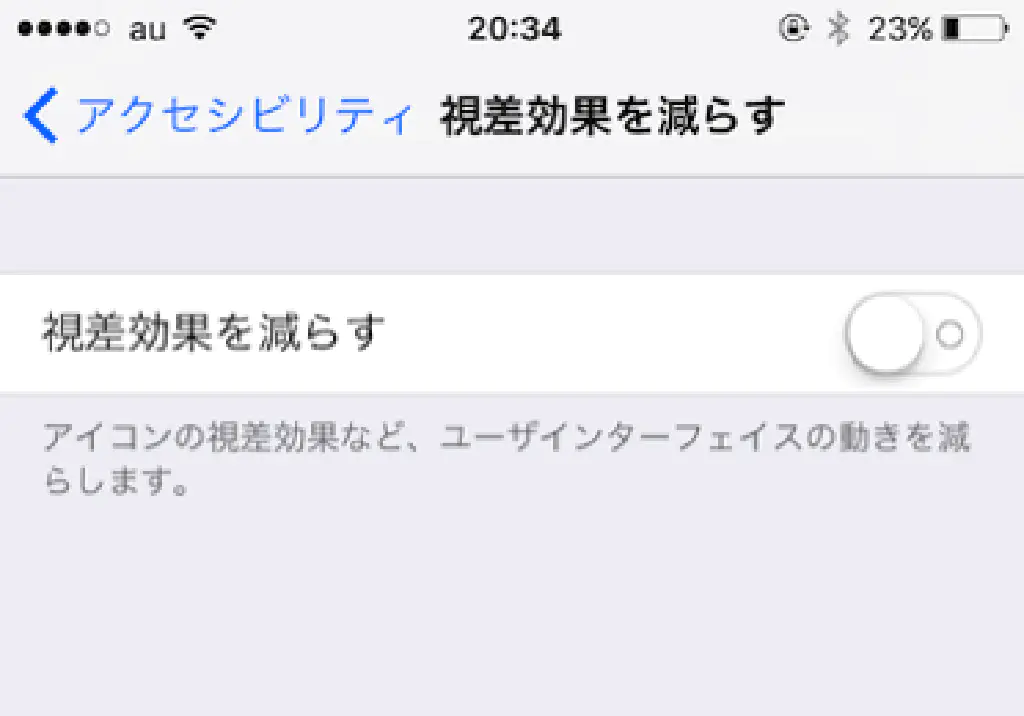 au 20:34 23%
アクセシビリティ 視差効果を減らす
視差効果を減らす
アイコンの視差効果など、ユーザインターフェイスの動きを減
らします。